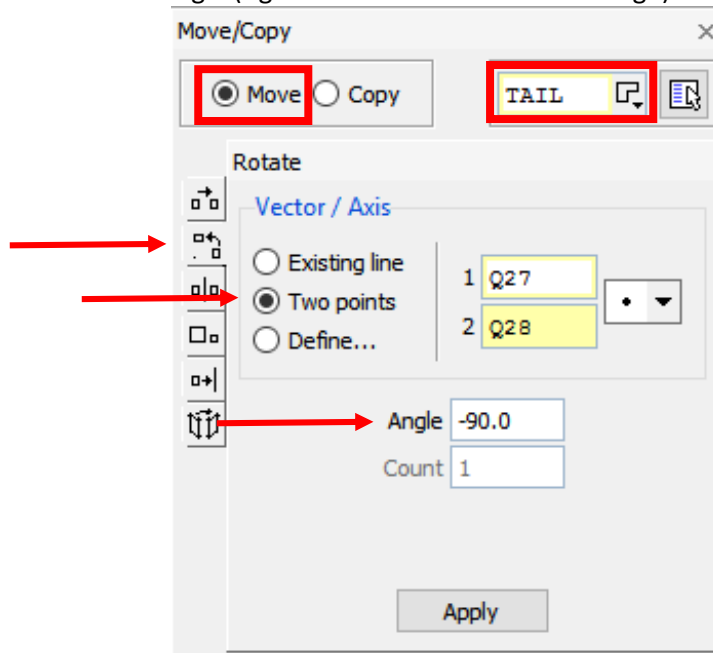 Move/Copy
Move Copy TAIL
Rotate
Vector / Axis
Existing line
Two points
Define...
1 Q27
2 Q28
Angle -90.0
Count 1
Apply